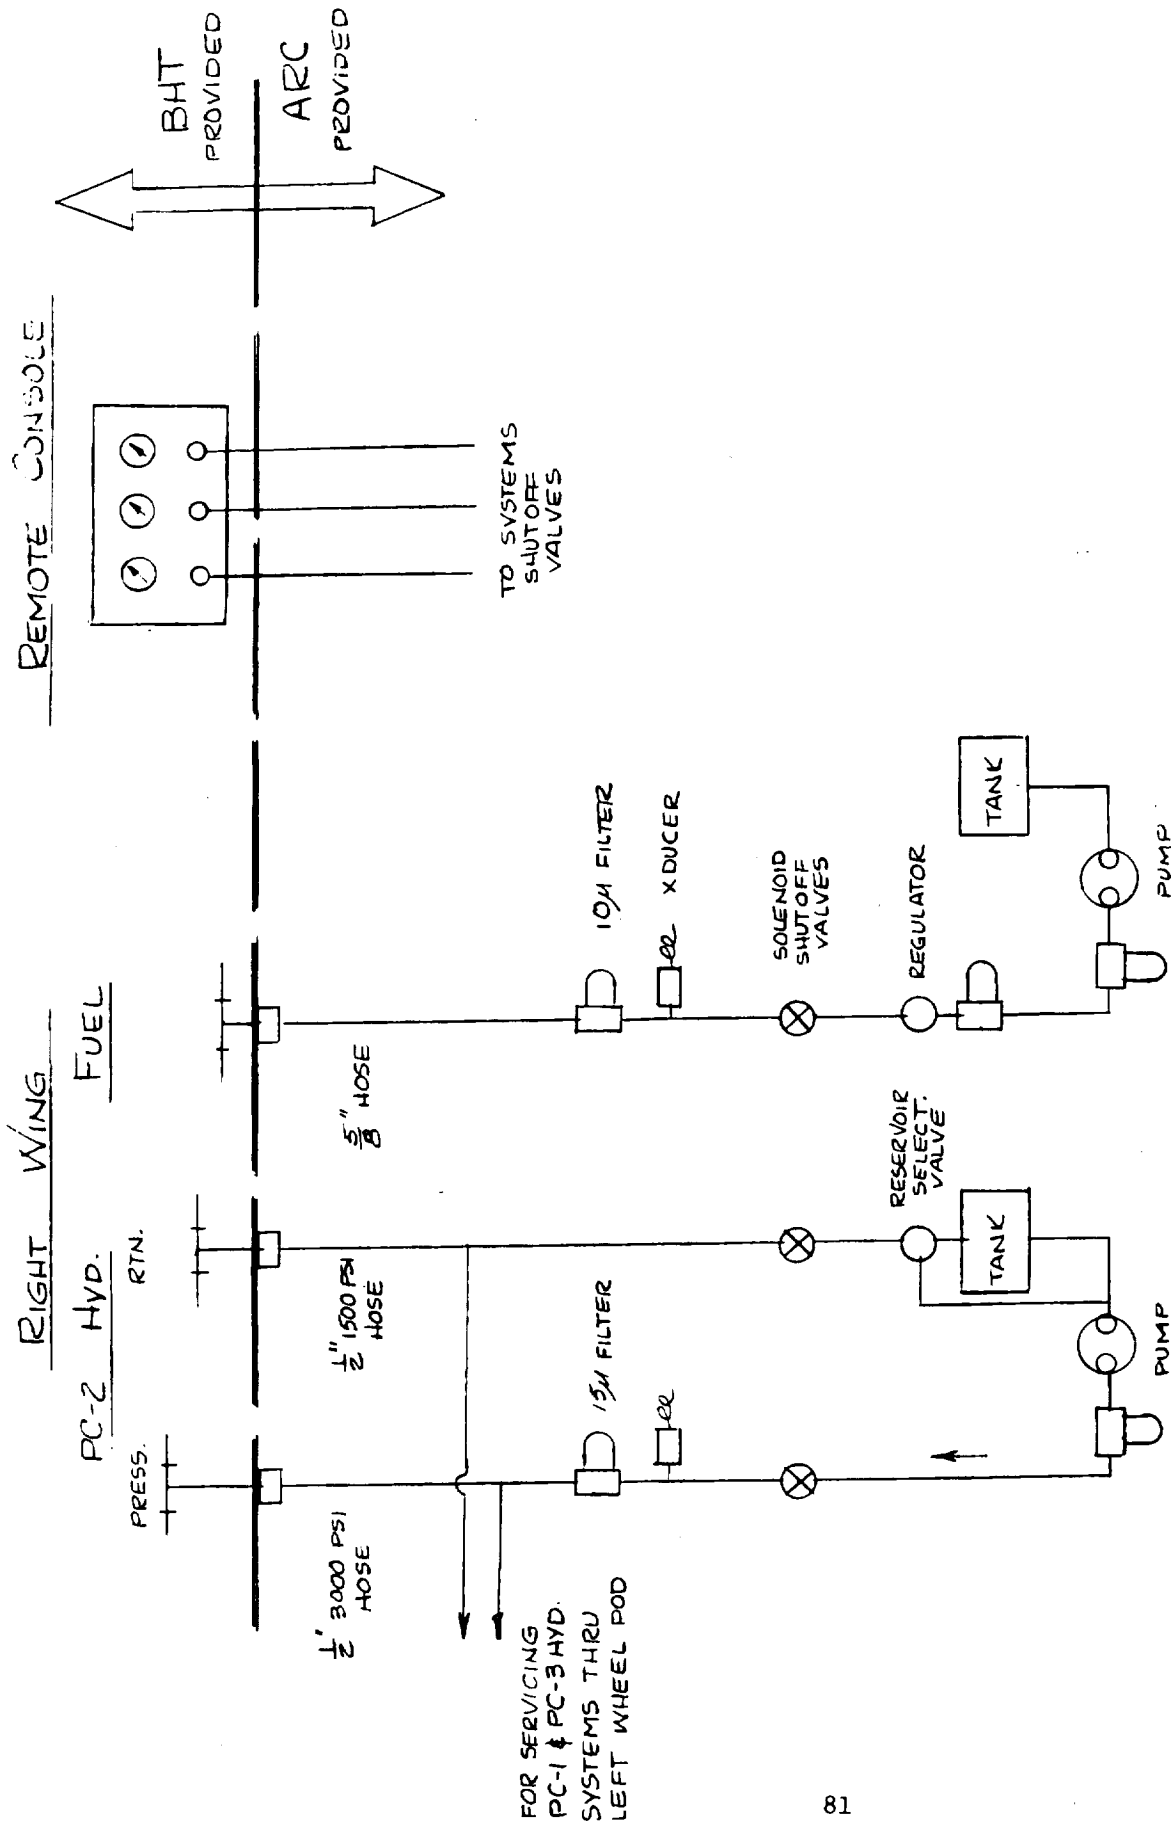 REMOTE CONSOLE
BHT
PROVIDED
ARC
PROVIDED
TO SYSTEMS
SHUTOFF
VALVES
RIGHT WING
PC-2 HYD.
FUEL
PRESS.
RTN.
1/2" 3000 PSI
HOSE
1/2" 1500 PSI
HOSE
5/8" HOSE
FOR SERVICING
PC-1 & PC-3 HYD.
SYSTEMS THRU
LEFT WHEEL POD
15μ FILTER
10μ FILTER
XDUCER
SOLENOID
SHUTOFF
VALVES
RESERVOIR
SELECT.
VALVE
REGULATOR
TANK
TANK
PUMP
PUMP
81